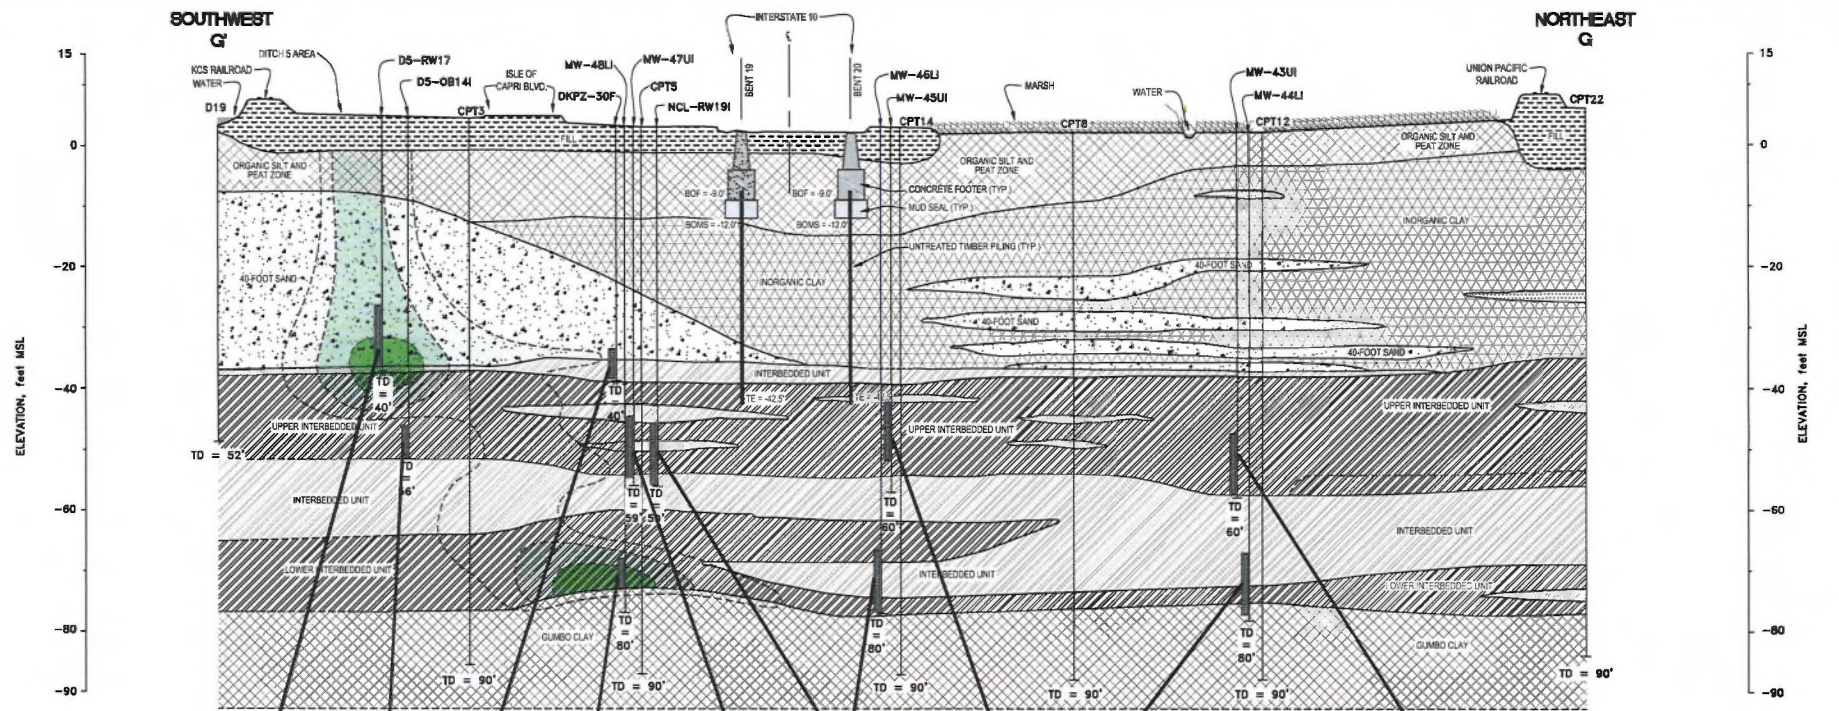 SOUTHWEST
G'
NORTHEAST
G
INTERSTATE 10
℄
15
0
-20
-40
-60
-80
-90
ELEVATION, feet MSL
KCS RAILROAD
WATER
D19
DITCH 5 AREA
D5-RW17
D5-OB14I
CPT3
ISLE OF
CAPRI BLVD.
DKPZ-30F
MW-48LI
MW-47UI
CPT5
NCL-RW19I
BENT 19
BENT 20
MW-46LI
MW-45UI
CPT14
MARSH
CPT8
WATER
MW-43UI
MW-44LI
CPT12
UNION PACIFIC
RAILROAD
CPT22
15
0
-20
-40
-60
-80
-90
ELEVATION, feet MSL
FILL
FILL
ORGANIC SILT AND
PEAT ZONE
ORGANIC SILT AND
PEAT ZONE
ORGANIC SILT AND
PEAT ZONE
BOF = -9.0'
BOF = -9.0'
CONCRETE FOOTER (TYP.)
MUD SEAL (TYP.)
BOMS = -12.0'
BOMS = -12.0'
UNTREATED TIMBER PILING (TYP.)
INORGANIC CLAY
INORGANIC CLAY
40-FOOT SAND
40-FOOT SAND
40-FOOT SAND
40-FOOT SAND
INTERBEDDED UNIT
TE = -42.5'
TE =
TD
=
40'
TD
=
40'
UPPER INTERBEDDED UNIT
UPPER INTERBEDDED UNIT
UPPER INTERBEDDED UNIT
TD = 52'
TD
=
56'
INTERBEDDED UNIT
TD
=
59'
TD
=
TD
=
60'
TD
=
60'
INTERBEDDED UNIT
LOWER INTERBEDDED UNIT
INTERBEDDED UNIT
LOWER INTERBEDDED UNIT
GUMBO CLAY
TD
=
80'
TD
=
80'
TD
=
80'
GUMBO CLAY
TD = 90'
TD = 90'
TD = 90'
TD = 90'
TD = 90'
TD = 90'